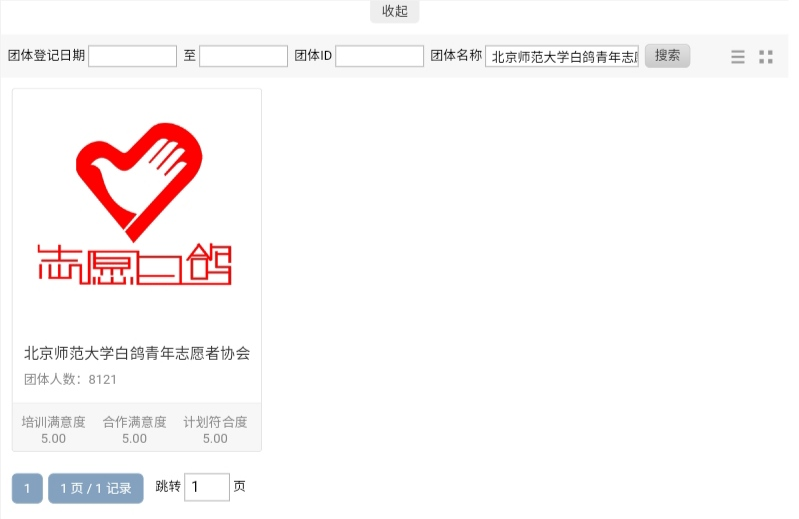 收起
团体登记日期 至 团体ID 团体名称 北京师范大学白鸽青年志 搜索
志愿白鸽
北京师范大学白鸽青年志愿者协会
团体人数：8121
培训满意度 合作满意度 计划符合度
5.00 5.00 5.00
1 1 页 / 1 记录 跳转 1 页